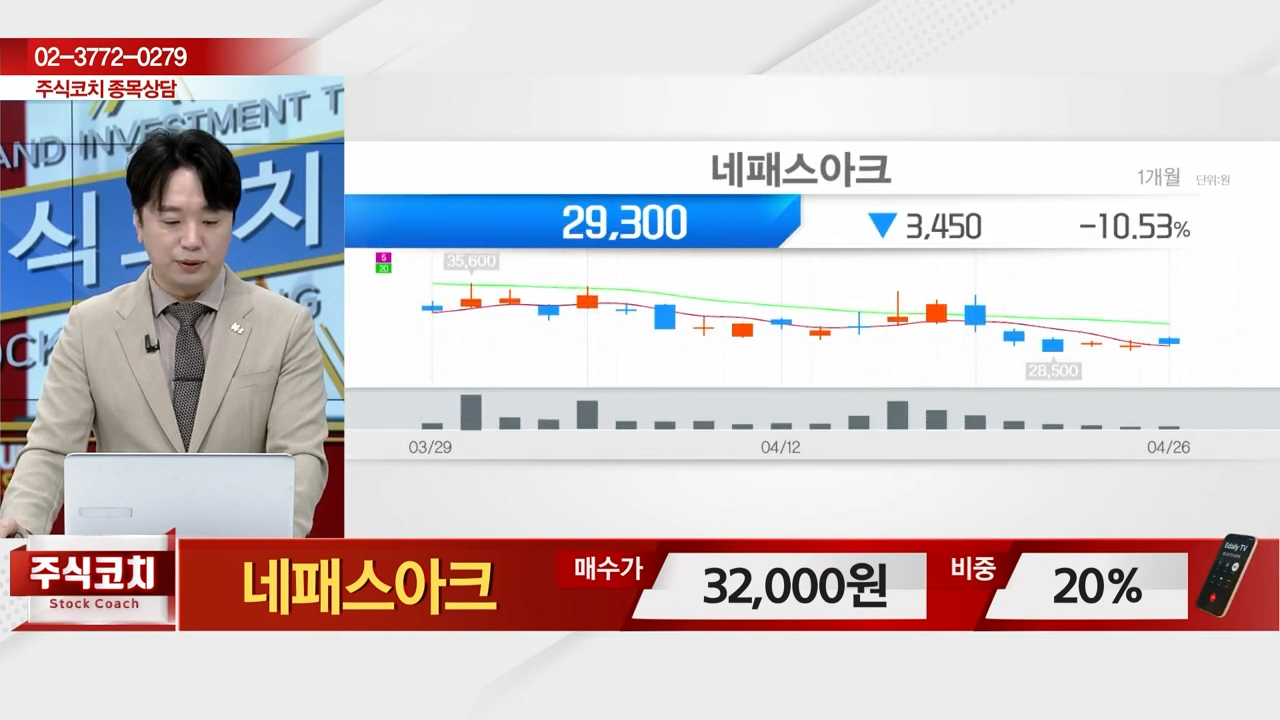 02-3772-0279
주식코치 종목상담
AND INVESTMENT T
식 치
네패스아크
1개월 단위:원
29,300 ▼ 3,450 -10.53%
5
20
35,600
28,500
03/29 04/12 04/26
주식코치
Stock Coach
네패스아크
매수가 32,000원
비중 20%
Edaily TV